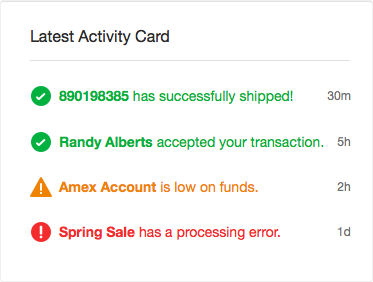 Latest Activity Card
890198385 has successfully shipped! 30m
Randy Alberts accepted your transaction. 5h
Amex Account is low on funds. 2h
Spring Sale has a processing error. 1d